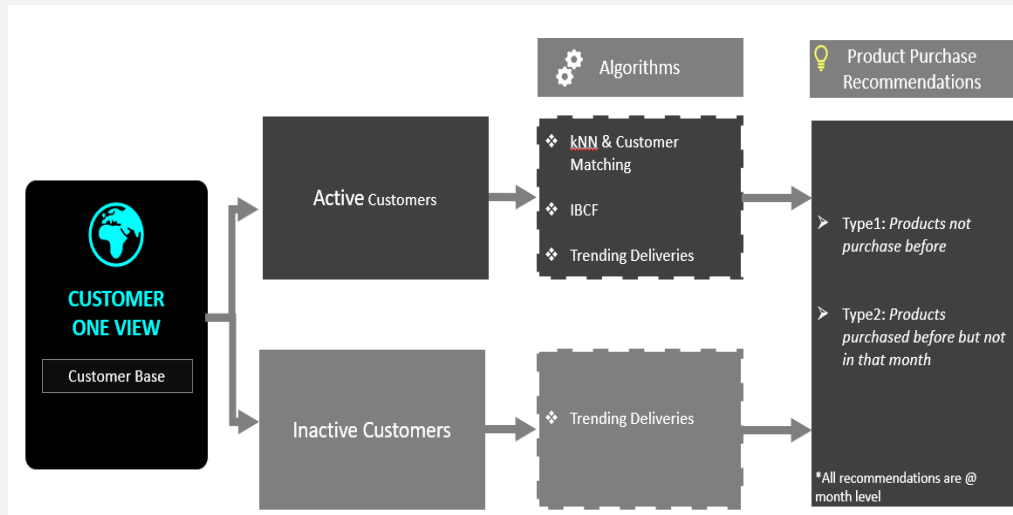 Algorithms
Product Purchase
Recommendations
CUSTOMER
ONE VIEW
Customer Base
Active Customers
kNN & Customer
Matching
IBCF
Trending Deliveries
Type1: Products not
purchase before
Type2: Products
purchased before but not
in that month
Inactive Customers
Trending Deliveries
*All recommendations are @
month level